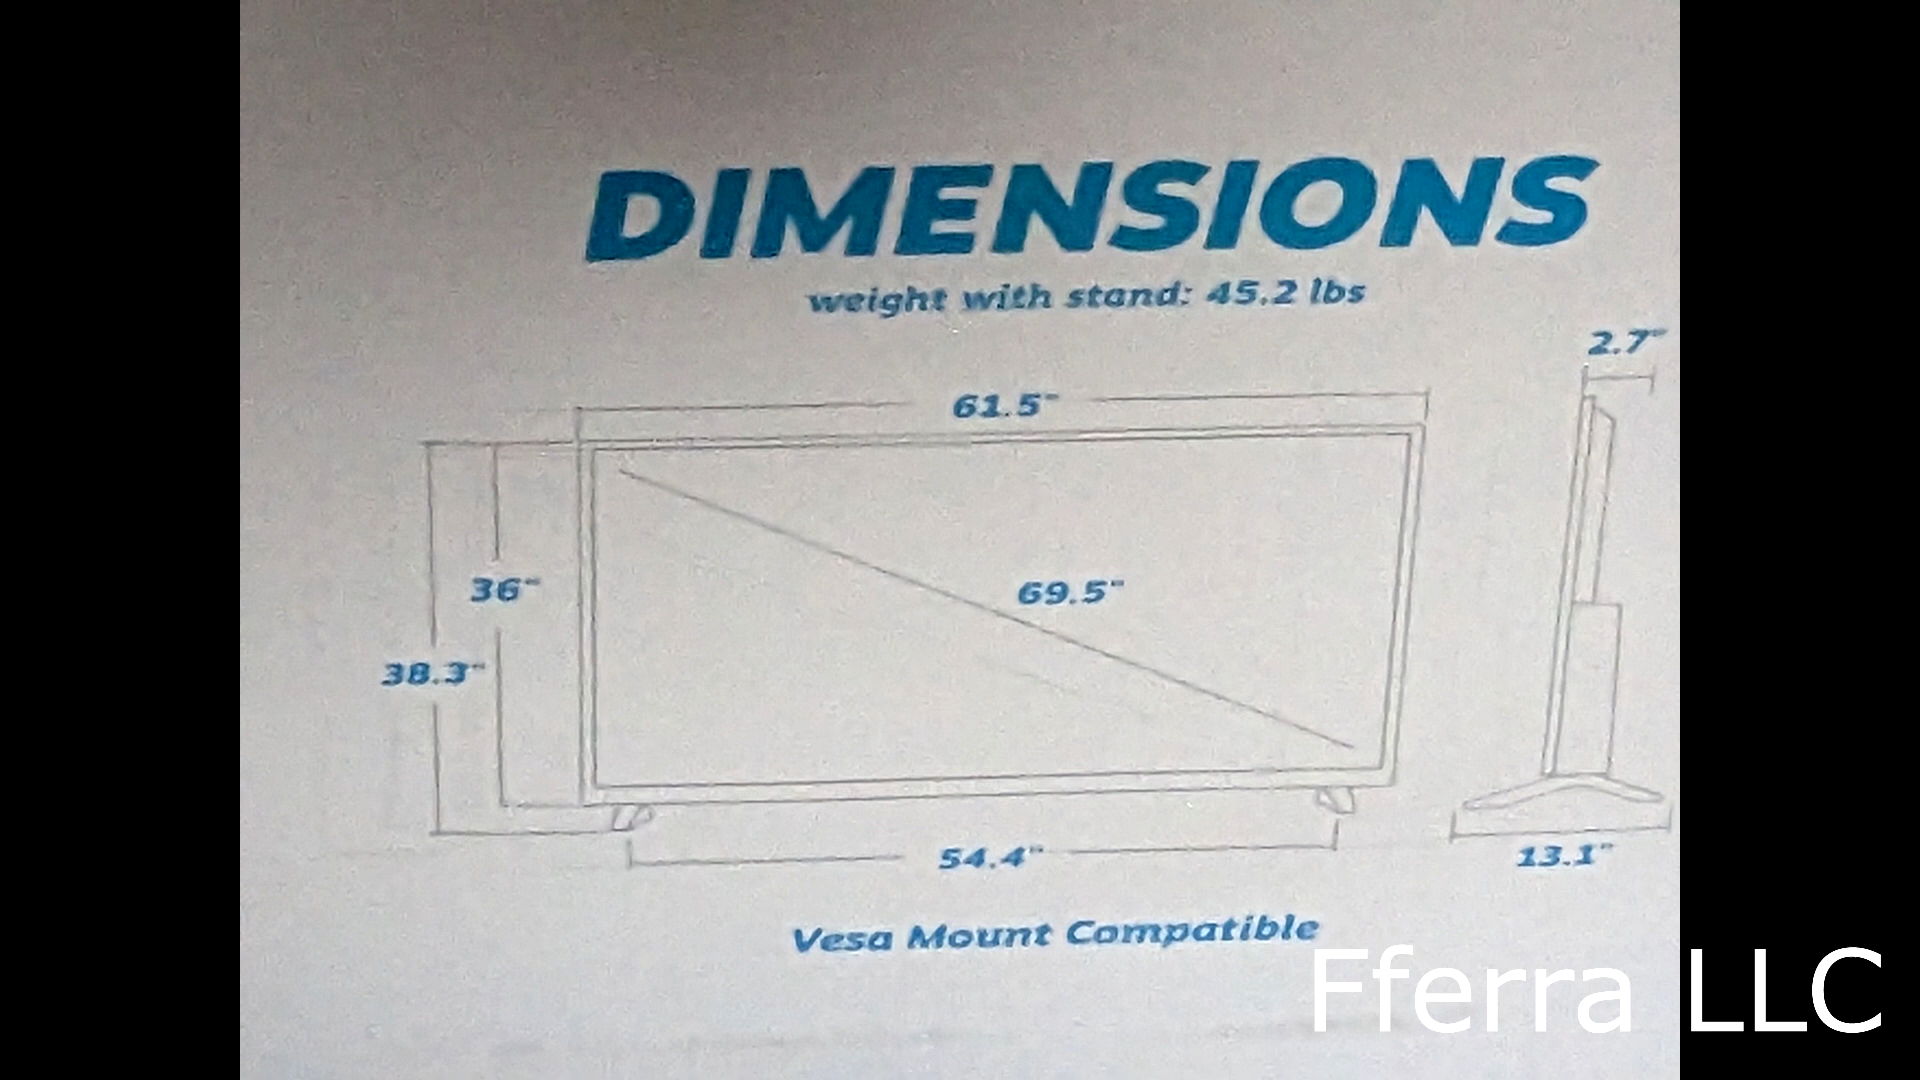 DIMENSIONS
weight with stand: 45.2 lbs
2.7"
61.5"
36"
69.5"
38.3"
54.4"
13.1"
Vesa Mount Compatible
Fferra LLC